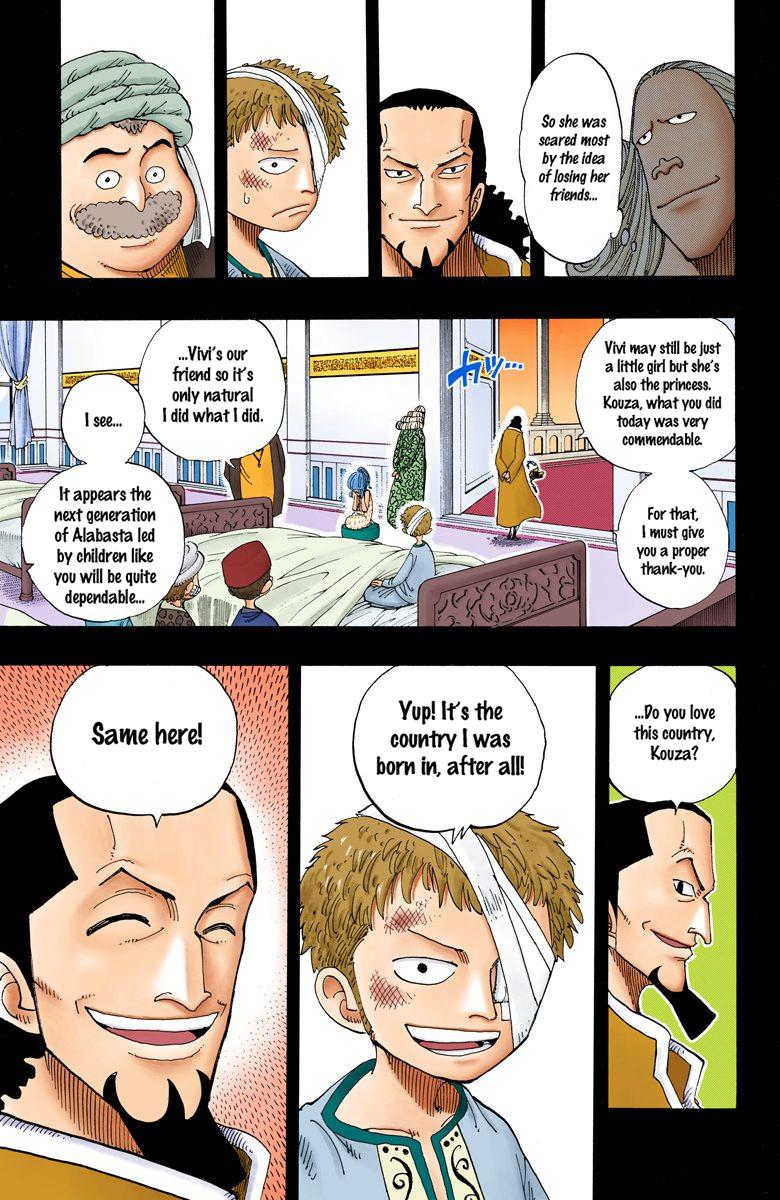 So she was
scared most
by the idea
of losing her
friends...
Vivi may still be just
a little girl but she's
also the princess.
Kouza, what you did
today was very
commendable.
For that,
I must give
you a proper
thank-you.
カツ…
...Vivi's our
friend so it's
only natural
I did what I did.
I see...
It appears the
next generation
of Alabasta led
by children like
you will be quite
dependable...
...Do you love
this country,
Kouza?
Yup! It's the
country I was
born in, after all!
Same here!